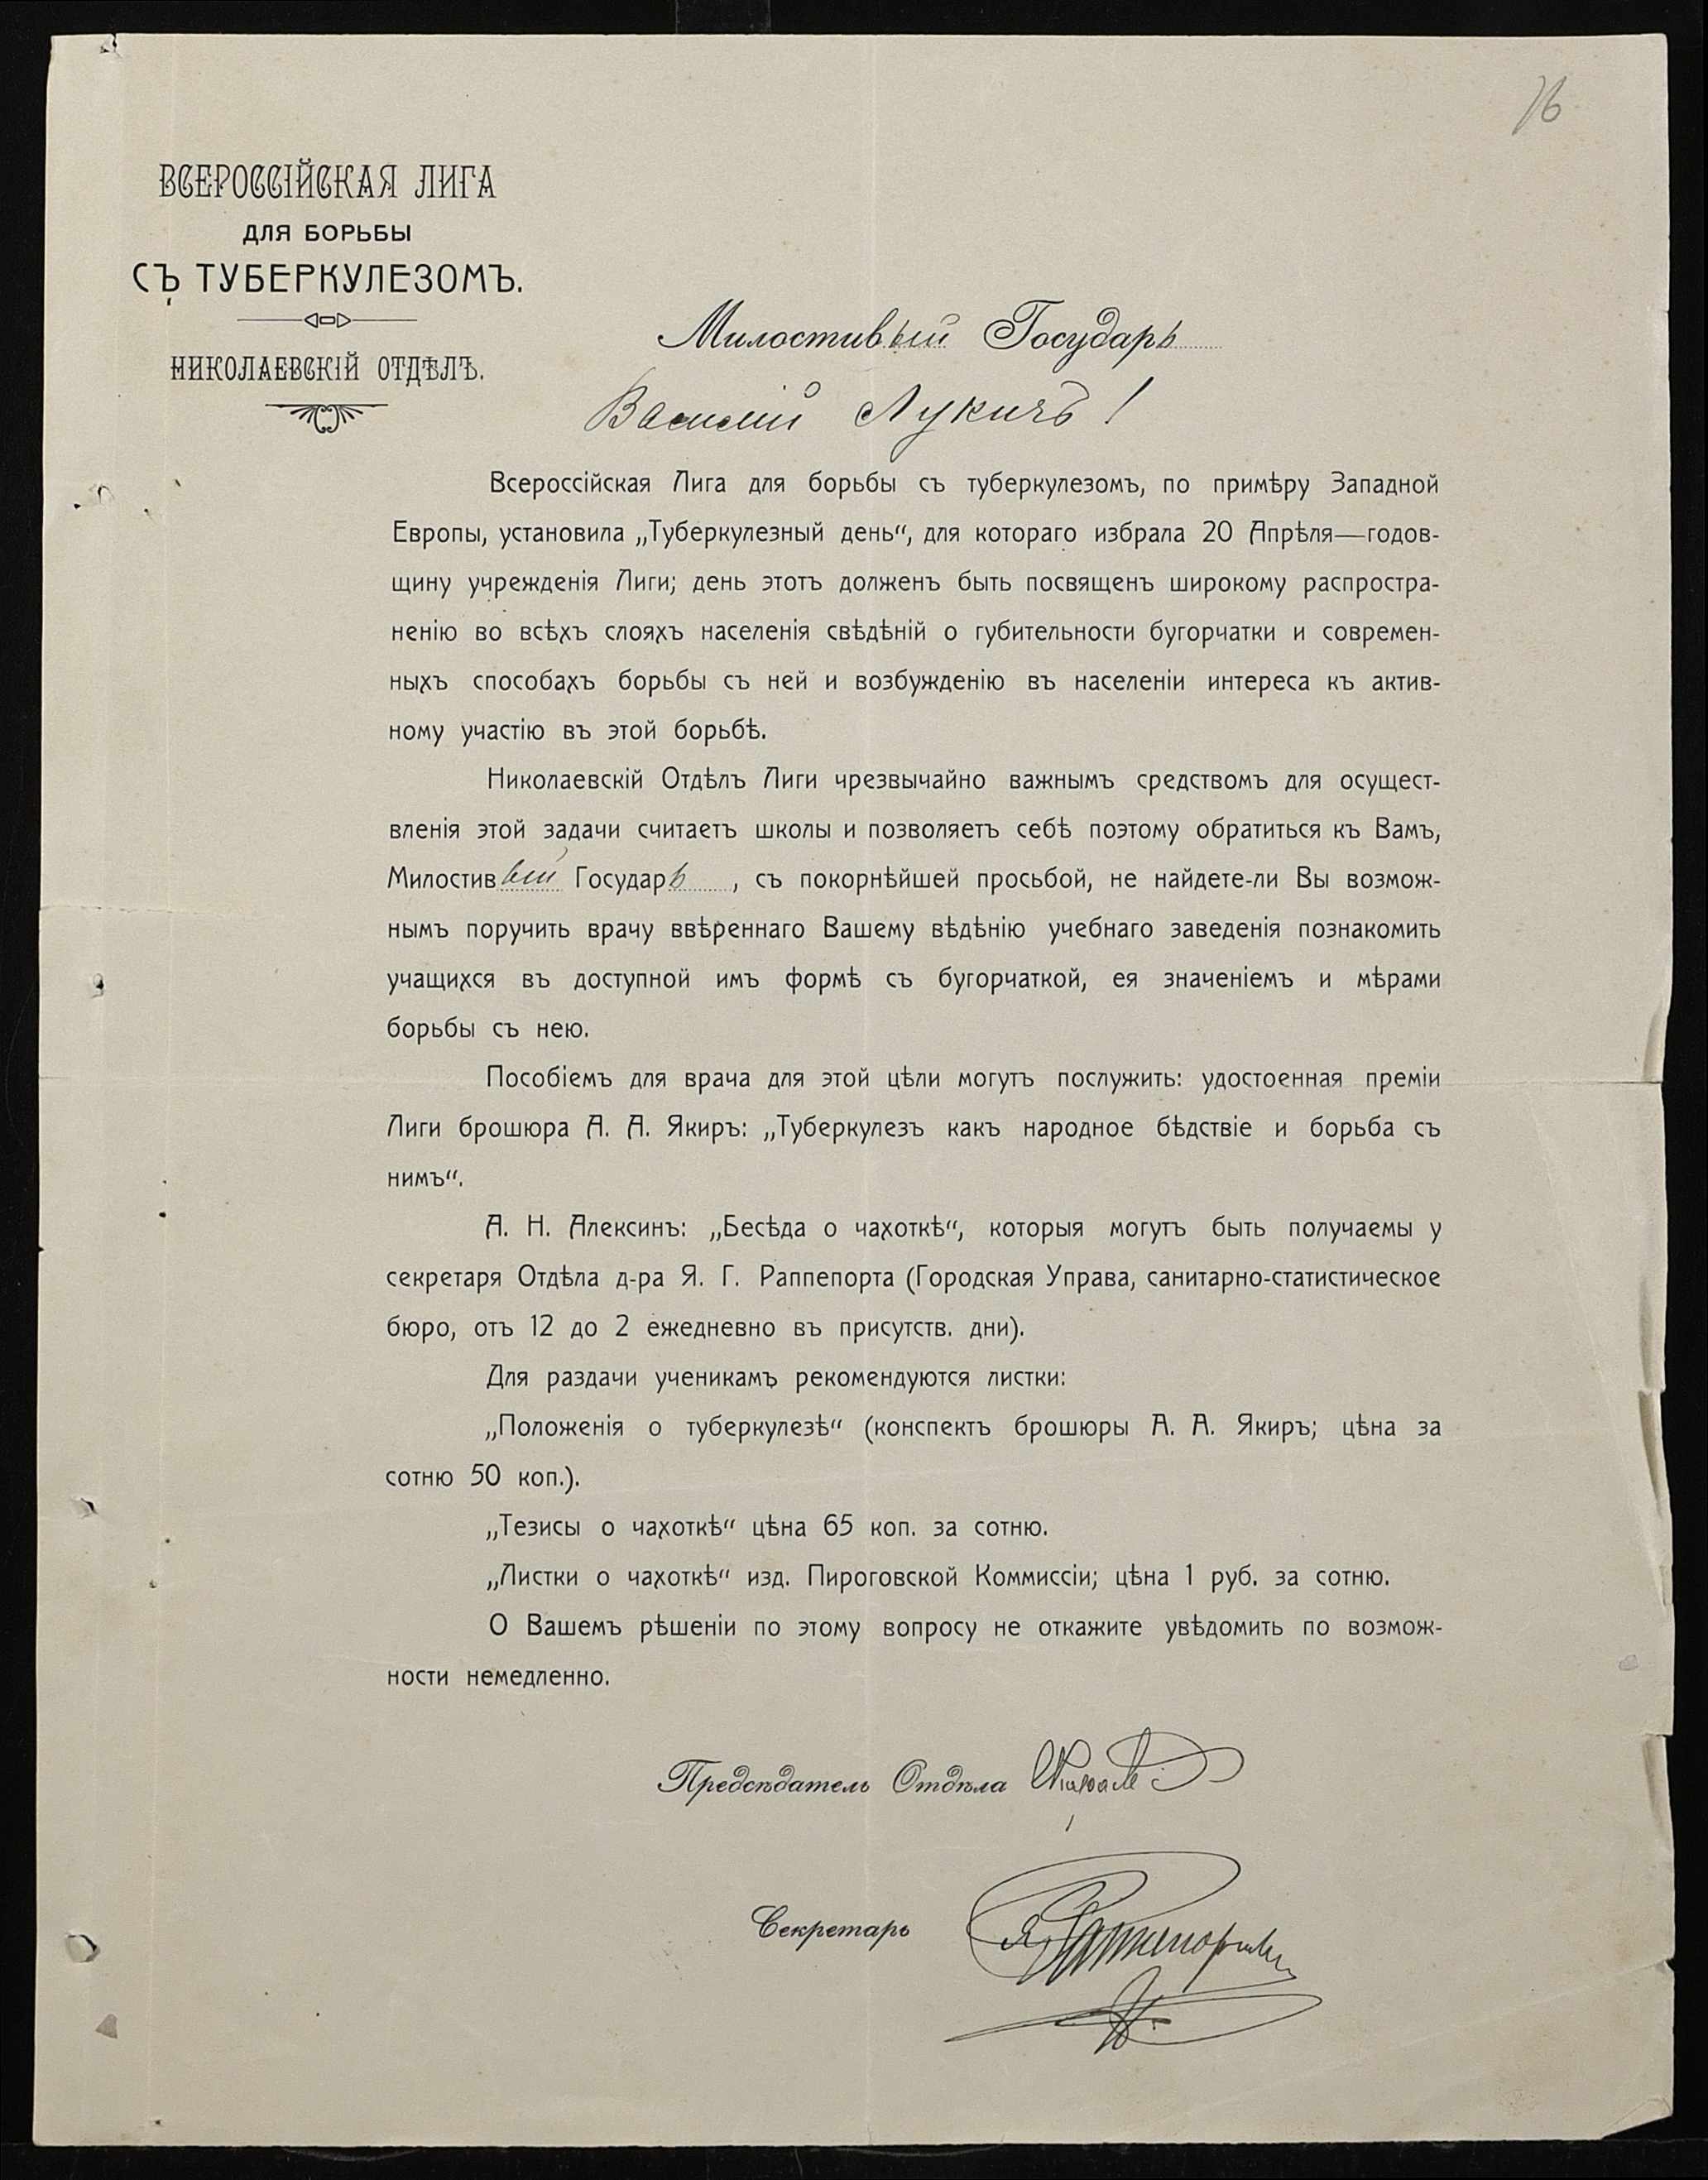 76
ВСЕРОССІЙСКАЯ ЛИГА
ДЛЯ БОРЬБЫ
СЪ ТУБЕРКУЛЕЗОМЪ.
НИКОЛАЕВСКІЙ ОТДѢЛЪ.
Милостивый Государь
Василій Лукичъ!
Всероссійская Лига для борьбы съ туберкулезомъ, по примѣру Западной
Европы, установила „Туберкулезный день“, для котораго избрала 20 Апрѣля—годов-
щину учрежденія Лиги; день этотъ долженъ быть посвященъ широкому распростра-
ненію во всѣхъ слояхъ населенія свѣдѣній о губительности бугорчатки и современ-
ныхъ способахъ борьбы съ ней и возбужденію въ населеніи интереса къ актив-
ному участію въ этой борьбѣ.
Николаевскій Отдѣлъ Лиги чрезвычайно важнымъ средствомъ для осущест-
вленія этой задачи считаетъ школы и позволяетъ себѣ поэтому обратиться къ Вамъ,
Милостивый Государь, съ покорнѣйшей просьбой, не найдете-ли Вы возмож-
нымъ поручить врачу ввѣреннаго Вашему вѣдѣнію учебнаго заведенія познакомить
учащихся въ доступной имъ формѣ съ бугорчаткой, ея значеніемъ и мѣрами
борьбы съ нею.
Пособіемъ для врача для этой цѣли могутъ послужить: удостоенная преміи
Лиги брошюра А. А. Якиръ: „Туберкулезъ какъ народное бѣдствіе и борьба съ
нимъ“.
А. Н. Алексинъ: „Бесѣда о чахоткѣ“, которыя могутъ быть получаемы у
секретаря Отдѣла д-ра Я. Г. Раппепорта (Городская Управа, санитарно-статистическое
бюро, отъ 12 до 2 ежедневно въ присутств. дни).
Для раздачи ученикамъ рекомендуются листки:
„Положенія о туберкулезѣ“ (конспектъ брошюры А. А. Якиръ; цѣна за
сотню 50 коп.).
„Тезисы о чахоткѣ“ цѣна 65 коп. за сотню.
„Листки о чахоткѣ“ изд. Пироговской Коммиссіи; цѣна 1 руб. за сотню.
О Вашемъ рѣшеніи по этому вопросу не откажите увѣдомить по возмож-
ности немедленно.
Предсѣдатель Отдѣла
Секретарь Я. Раппепортъ